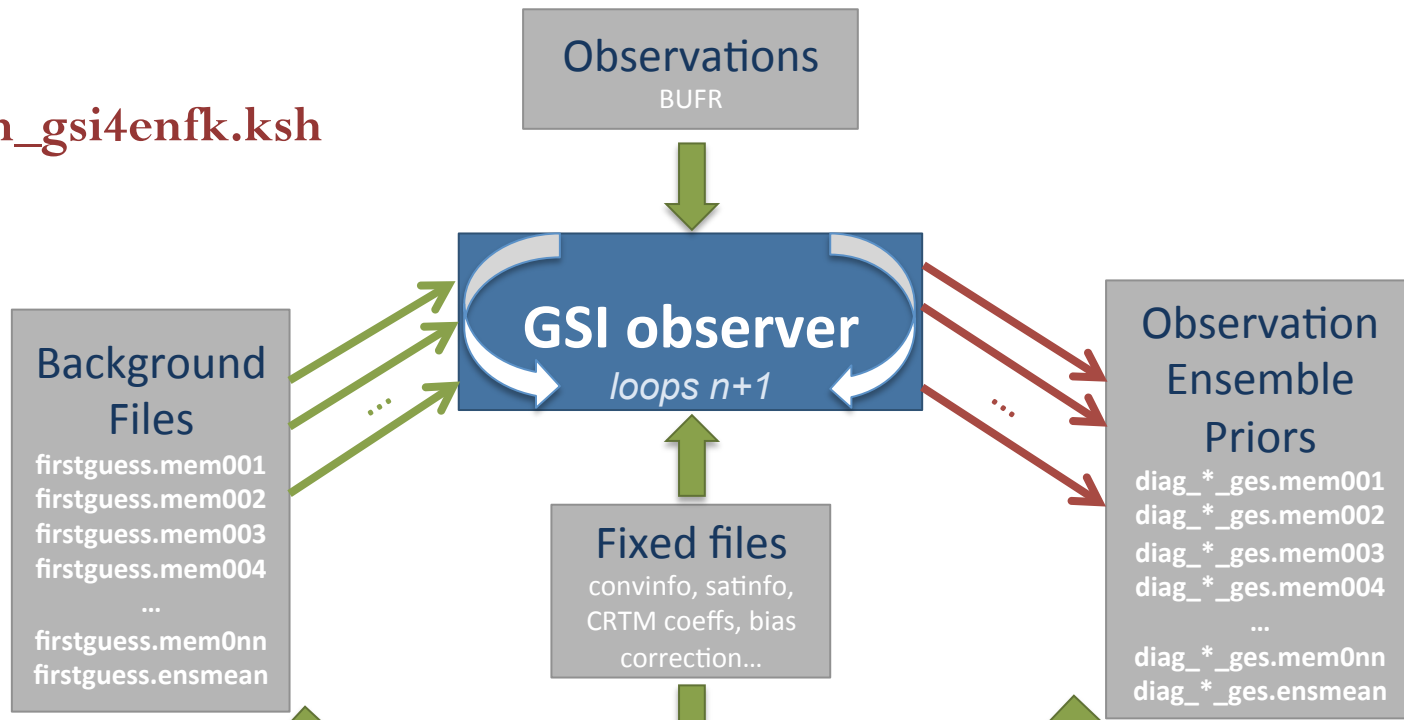 Observations
BUFR
n_gsi4enfk.ksh
GSI observer
loops n+1
Background
Files
firstguess.mem001
firstguess.mem002
firstguess.mem003
firstguess.mem004
...
firstguess.mem0nn
firstguess.ensmean
...
Fixed files
convinfo, satinfo,
CRTM coeffs, bias
correction...
...
Observation
Ensemble
Priors
diag_*_ges.mem001
diag_*_ges.mem002
diag_*_ges.mem003
diag_*_ges.mem004
...
diag_*_ges.mem0nn
diag_*_ges.ensmean